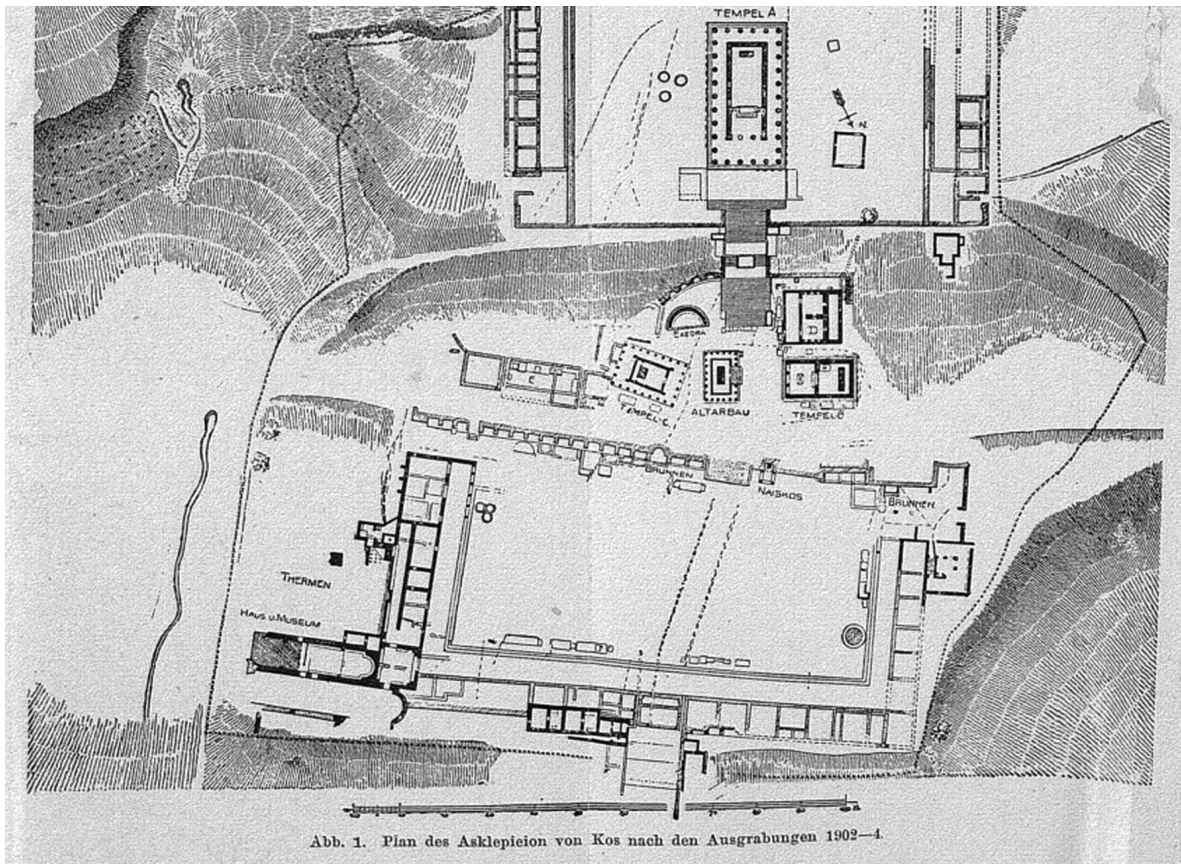 TEMPEL A
N.
EXEDRA
C
TEMPEL C
ALTARBAU
TEMPEL B
BRUNNEN
NAISKOS
BRUNNEN
THERMEN
HAUS U. MUSEUM
Abb. 1. Plan des Asklepieion von Kos nach den Ausgrabungen 1902—4.